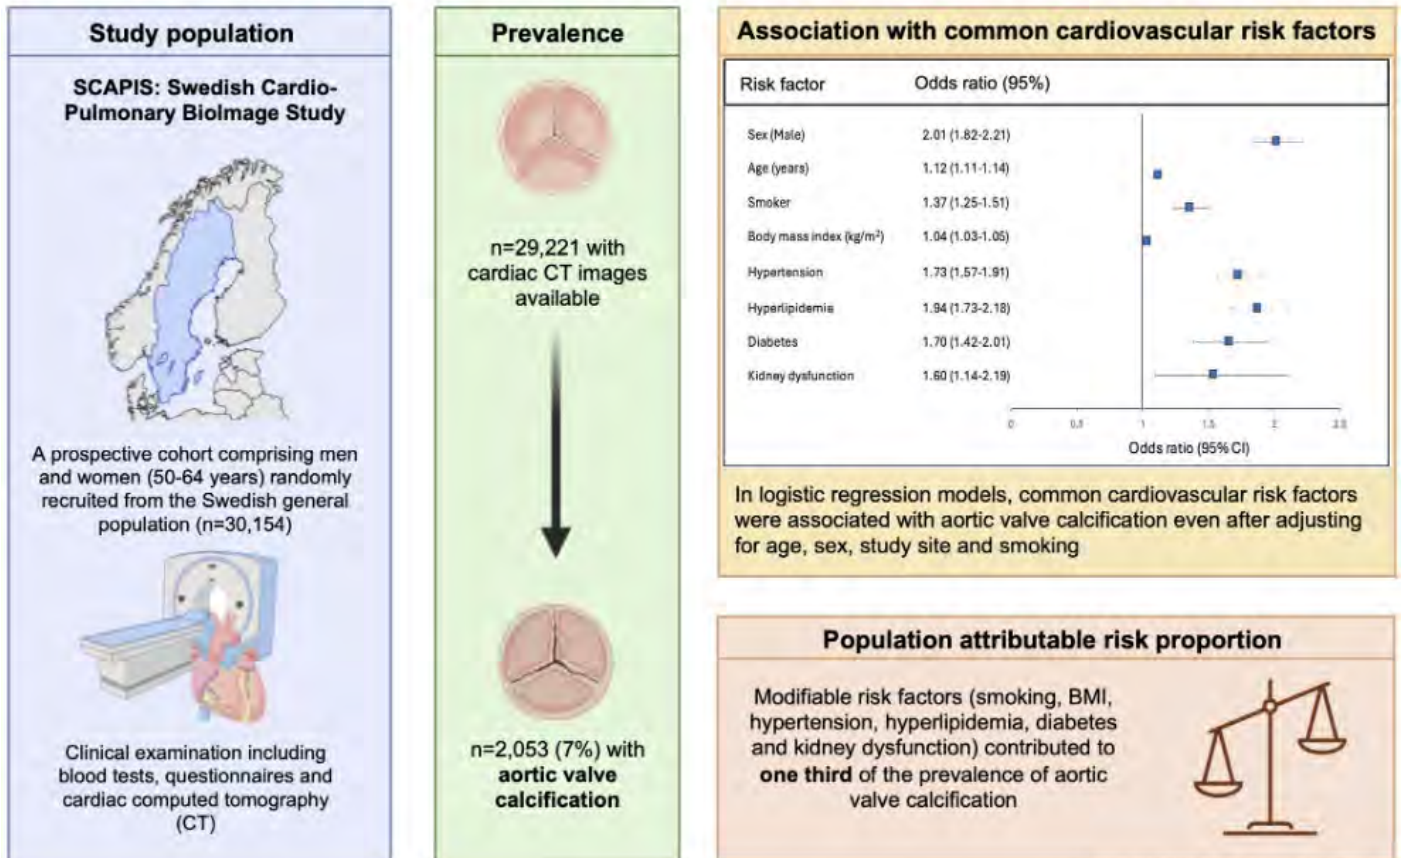 Study population
SCAPIS: Swedish Cardio-
Pulmonary BioImage Study
A prospective cohort comprising men
and women (50-64 years) randomly
recruited from the Swedish general
population (n=30,154)
Clinical examination including
blood tests, questionnaires and
cardiac computed tomography
(CT)
Prevalence
n=29,221 with
cardiac CT images
available
n=2,053 (7%) with
aortic valve
calcification
Association with common cardiovascular risk factors
Risk factor Odds ratio (95%)
Sex (Male) 2.01 (1.82-2.21)
Age (years) 1.12 (1.11-1.14)
Smoker 1.37 (1.25-1.51)
Body mass index (kg/m²) 1.04 (1.03-1.05)
Hypertension 1.73 (1.57-1.91)
Hyperlipidemia 1.94 (1.73-2.18)
Diabetes 1.70 (1.42-2.01)
Kidney dysfunction 1.60 (1.14-2.19)
0 0.5 1 1.5 2 2.5
Odds ratio (95% CI)
In logistic regression models, common cardiovascular risk factors
were associated with aortic valve calcification even after adjusting
for age, sex, study site and smoking
Population attributable risk proportion
Modifiable risk factors (smoking, BMI,
hypertension, hyperlipidemia, diabetes
and kidney dysfunction) contributed to
one third of the prevalence of aortic
valve calcification